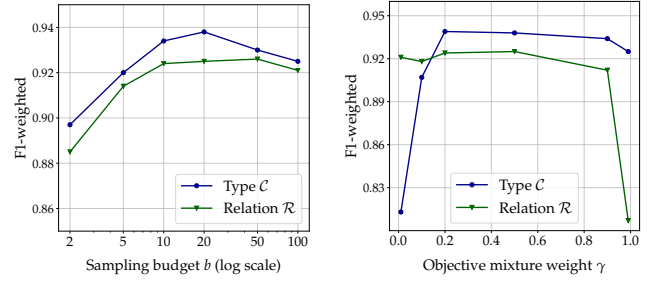 F1-weighted
0.94
0.92
0.90
0.88
0.86
2
5
10
20
50
100
Type 𝒞
Relation ℛ
Sampling budget b (log scale)
F1-weighted
0.95
0.92
0.89
0.86
0.83
0.0
0.2
0.4
0.6
0.8
1.0
Type 𝒞
Relation ℛ
Objective mixture weight γ